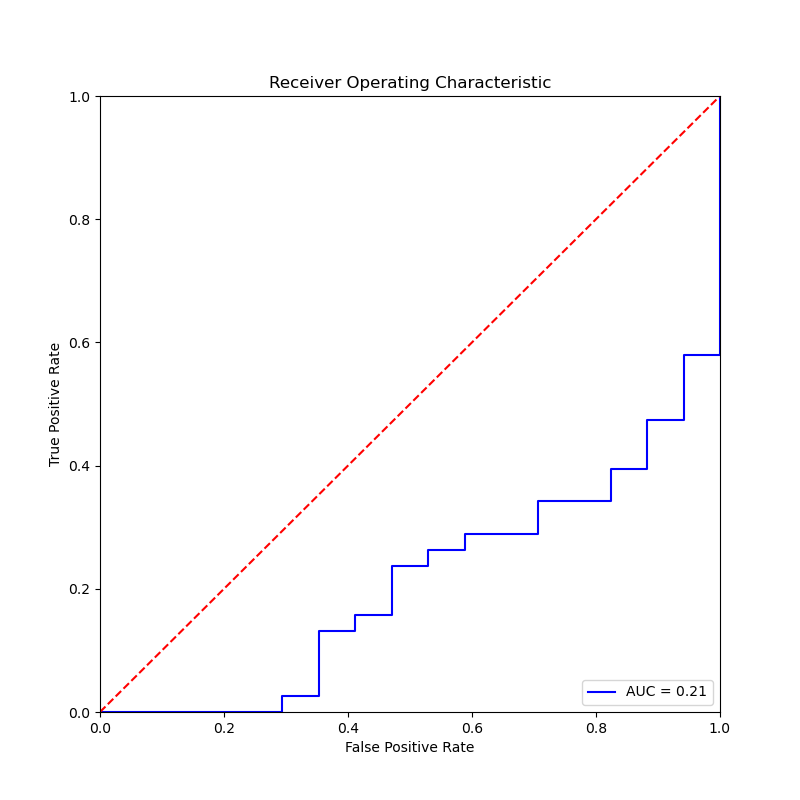 Receiver Operating Characteristic
1.0
0.8
0.6
0.4
0.2
0.0
True Positive Rate
AUC = 0.21
0.0 0.2 0.4 0.6 0.8 1.0
False Positive Rate